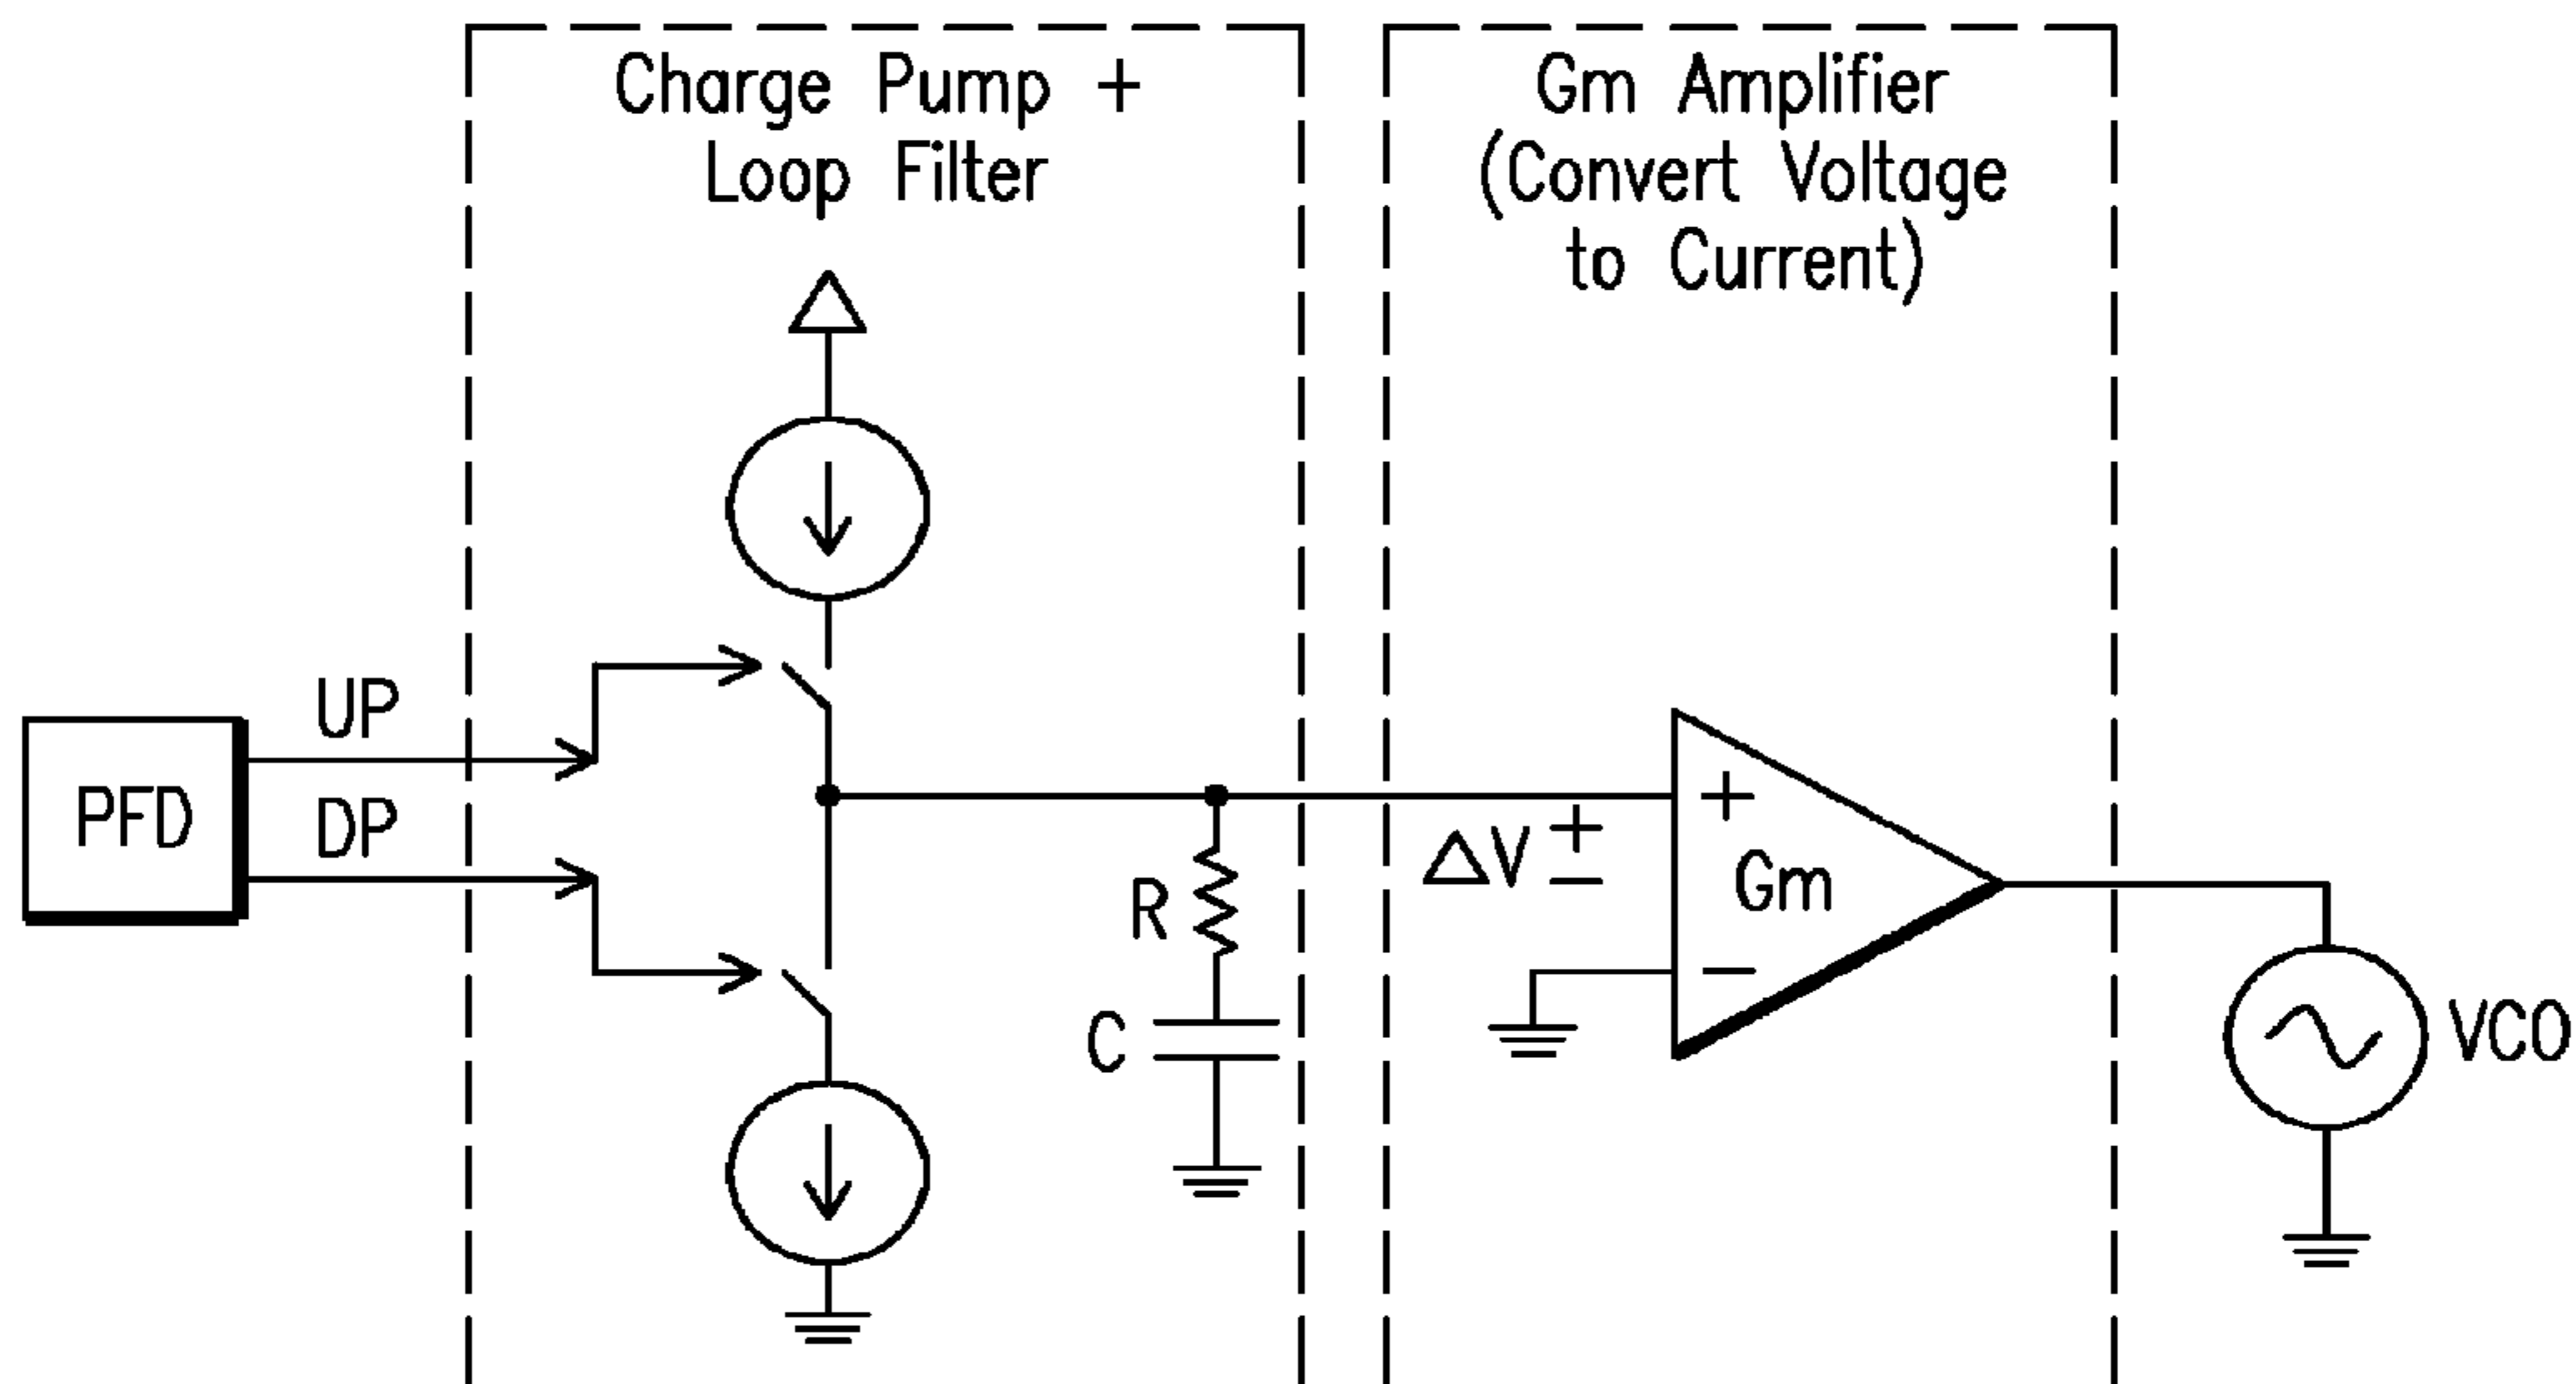 Charge Pump +
Loop Filter
Gm Amplifier
(Convert Voltage
to Current)
UP
PFD
DP
ΔV +
−
+
Gm
−
R
C
VCO